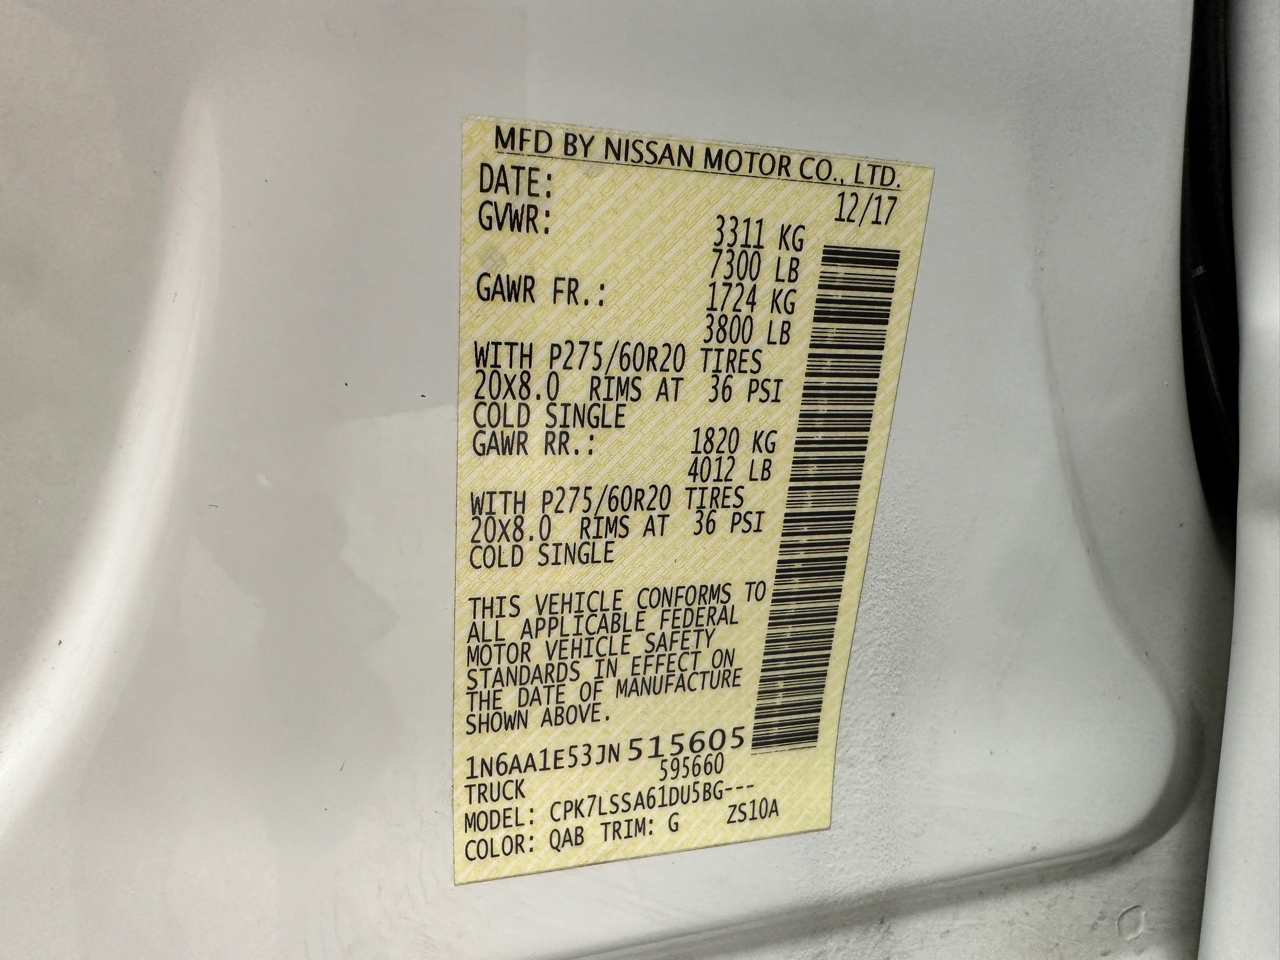 MFD BY NISSAN MOTOR CO., LTD.
DATE: 12/17
GVWR: 3311 KG
7300 LB
GAWR FR.: 1724 KG
3800 LB
WITH P275/60R20 TIRES
20X8.0 RIMS AT 36 PSI
COLD SINGLE
GAWR RR.: 1820 KG
4012 LB
WITH P275/60R20 TIRES
20X8.0 RIMS AT 36 PSI
COLD SINGLE
THIS VEHICLE CONFORMS TO
ALL APPLICABLE FEDERAL
MOTOR VEHICLE SAFETY
STANDARDS IN EFFECT ON
THE DATE OF MANUFACTURE
SHOWN ABOVE.
1N6AA1E53JN515605
TRUCK 595660
MODEL: CPK7LSSA61DU5BG---
COLOR: QAB TRIM: G ZS10A